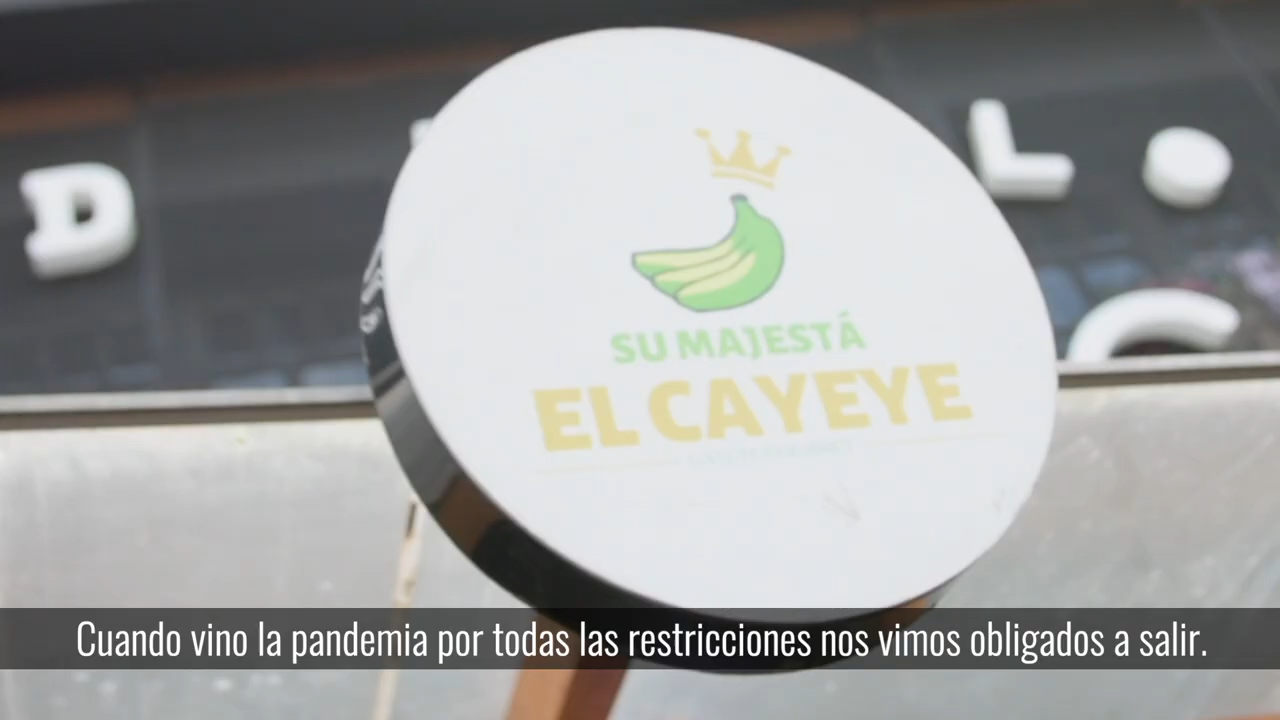 D
L.
C
SU MAJESTÁ
EL CAYEYE
Cuando vino la pandemia por todas las restricciones nos vimos obligados a salir.